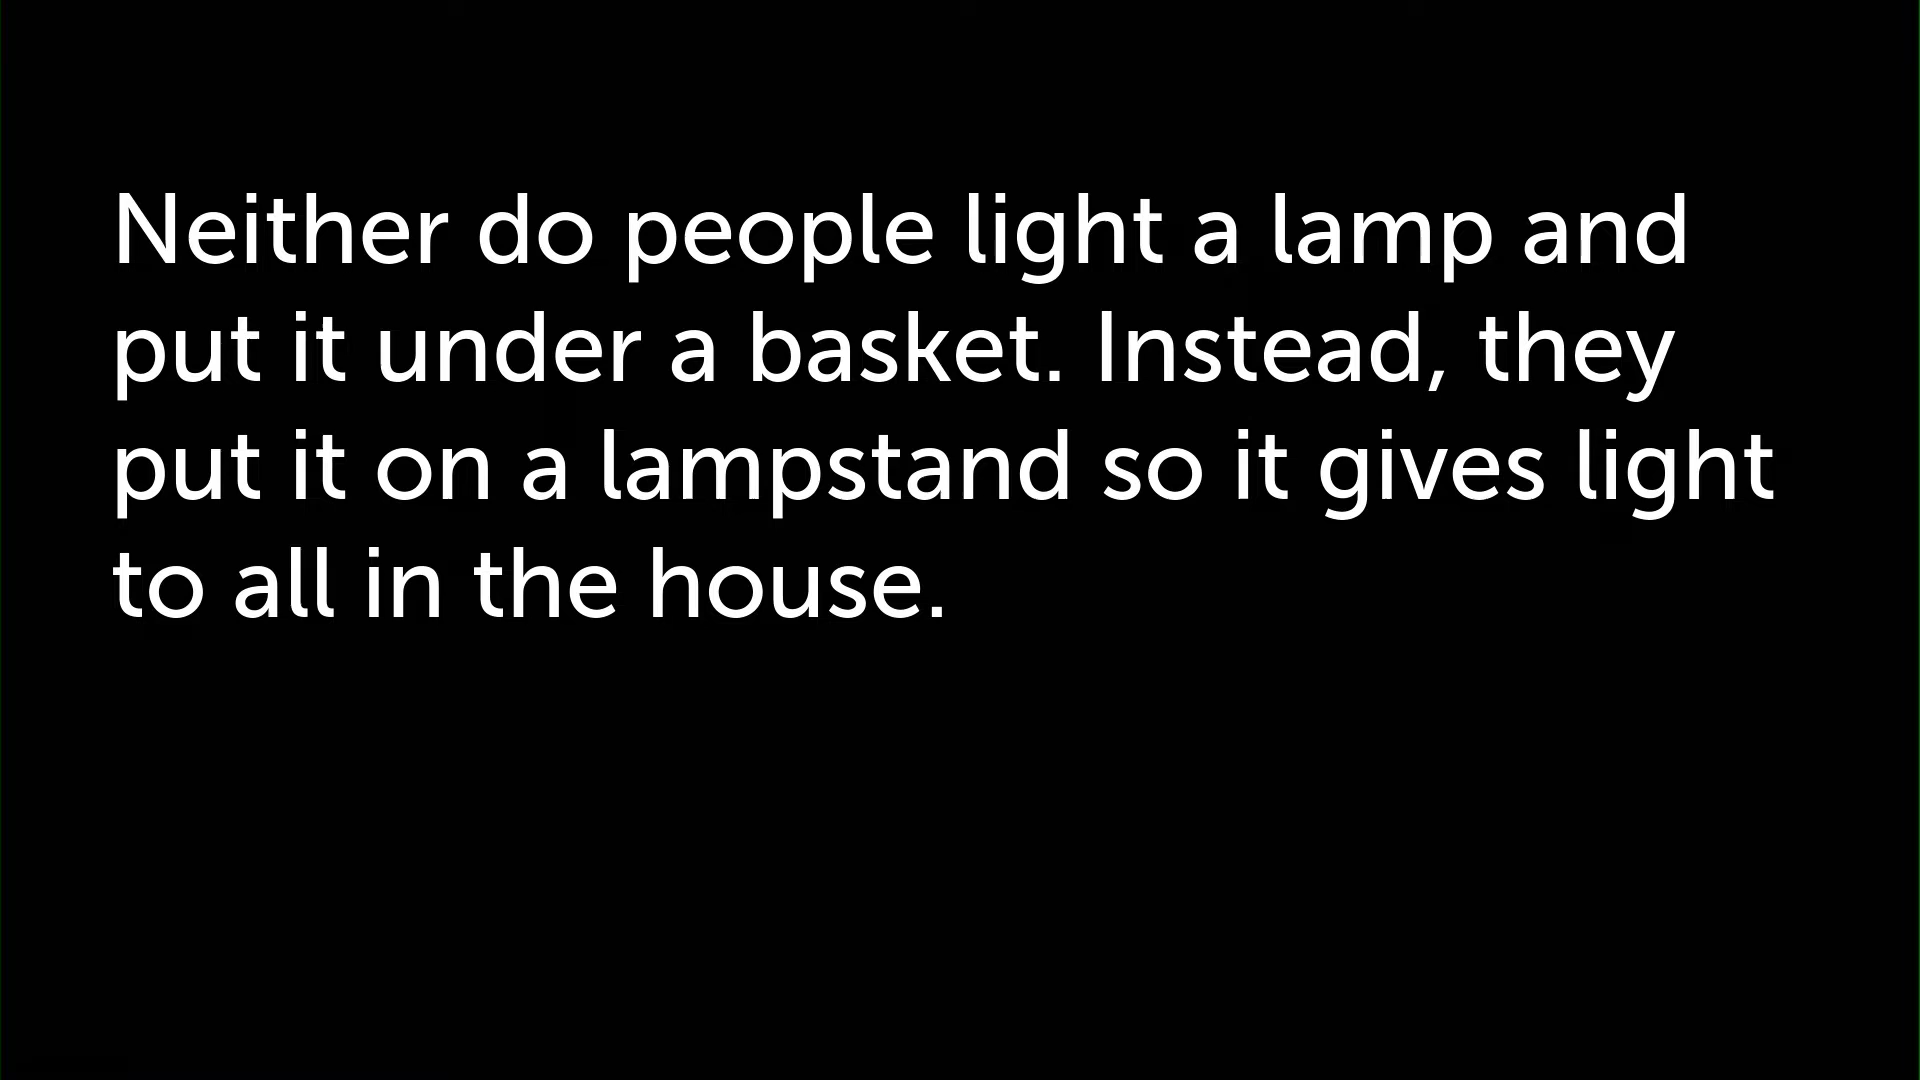 Neither do people light a lamp and
put it under a basket. Instead, they
put it on a lampstand so it gives light
to all in the house.